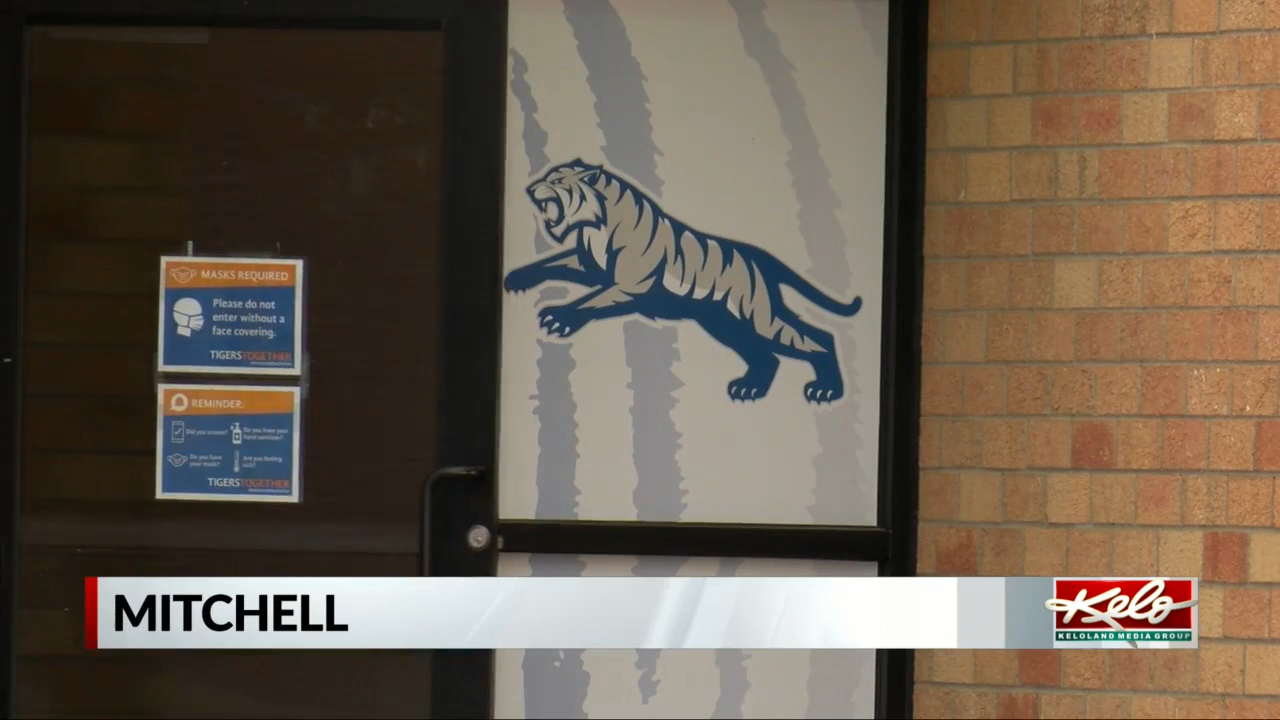 MASKS REQUIRED
Please do not
enter without a
face covering.
TIGERSTOGETHER
REMINDER:
Did you screen?
Do you have your
hand sanitizer?
Do you have
your mask?
Are you feeling
sick?
TIGERSTOGETHER
MITCHELL
Kelo
KELOLAND MEDIA GROUP